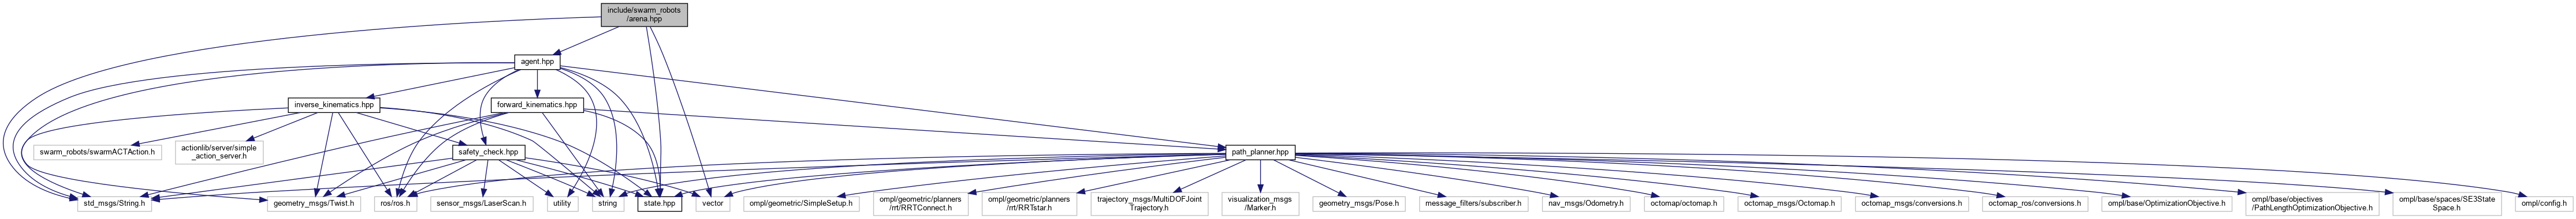 include/swarm_robots
/arena.hpp
agent.hpp
inverse_kinematics.hpp
forward_kinematics.hpp
swarm_robots/swarmACTAction.h
actionlib/server/simple
_action_server.h
safety_check.hpp
path_planner.hpp
std_msgs/String.h
geometry_msgs/Twist.h
ros/ros.h
sensor_msgs/LaserScan.h
utility
string
state.hpp
vector
ompl/geometric/SimpleSetup.h
ompl/geometric/planners
/rrt/RRTConnect.h
ompl/geometric/planners
/rrt/RRTstar.h
trajectory_msgs/MultiDOFJoint
Trajectory.h
visualization_msgs
/Marker.h
geometry_msgs/Pose.h
message_filters/subscriber.h
nav_msgs/Odometry.h
octomap/octomap.h
octomap_msgs/Octomap.h
octomap_msgs/conversions.h
octomap_ros/conversions.h
ompl/base/OptimizationObjective.h
ompl/base/objectives
/PathLengthOptimizationObjective.h
ompl/base/spaces/SE3State
Space.h
ompl/config.h